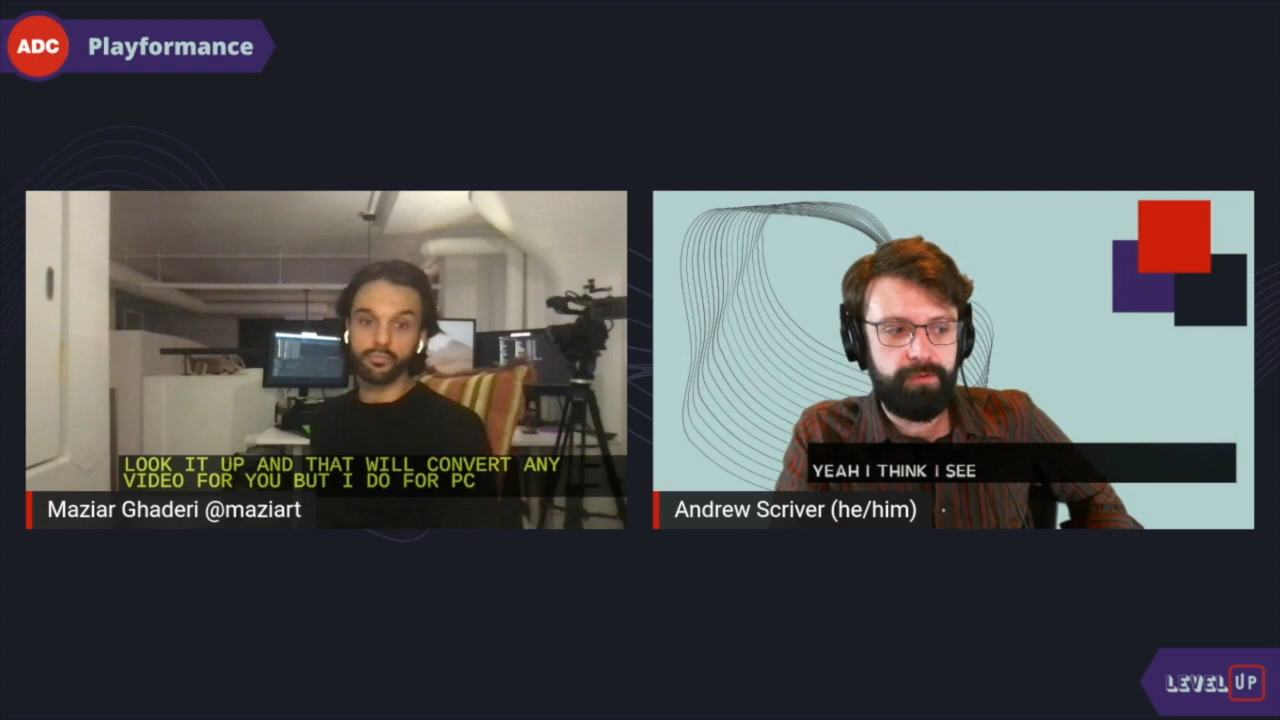 ADC
Playformance
LOOK IT UP AND THAT WILL CONVERT ANY
VIDEO FOR YOU BUT I DO FOR PC
Maziar Ghaderi @maziart
YEAH I THINK I SEE
Andrew Scriver (he/him)
LEVEL UP